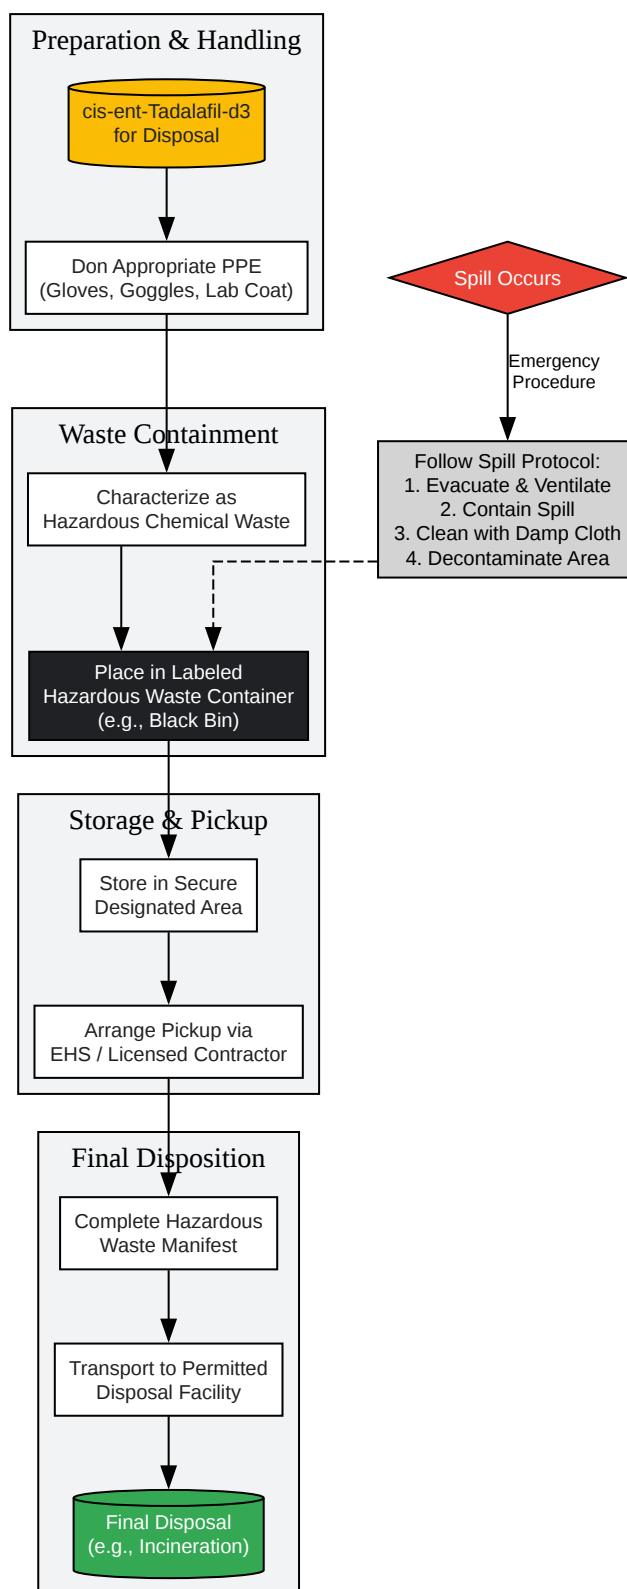 Preparation & Handling
cis-ent-Tadalafil-d3
for Disposal
Don Appropriate PPE
(Gloves, Goggles, Lab Coat)
Spill Occurs
Emergency
Procedure
Waste Containment
Follow Spill Protocol:
1. Evacuate & Ventilate
2. Contain Spill
3. Clean with Damp Cloth
4. Decontaminate Area
Characterize as
Hazardous Chemical Waste
Place in Labeled
Hazardous Waste Container
(e.g., Black Bin)
Storage & Pickup
Store in Secure
Designated Area
Arrange Pickup via
EHS / Licensed Contractor
Final Disposition
Complete Hazardous
Waste Manifest
Transport to Permitted
Disposal Facility
Final Disposal
(e.g., Incineration)